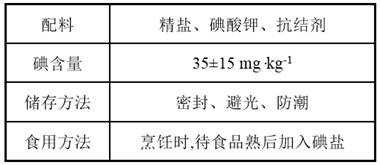 配料 精盐、碘酸钾、抗结剂
碘含量 35±15 mg·kg⁻¹
储存方法 密封、避光、防潮
食用方法 烹饪时,待食品熟后加入碘盐